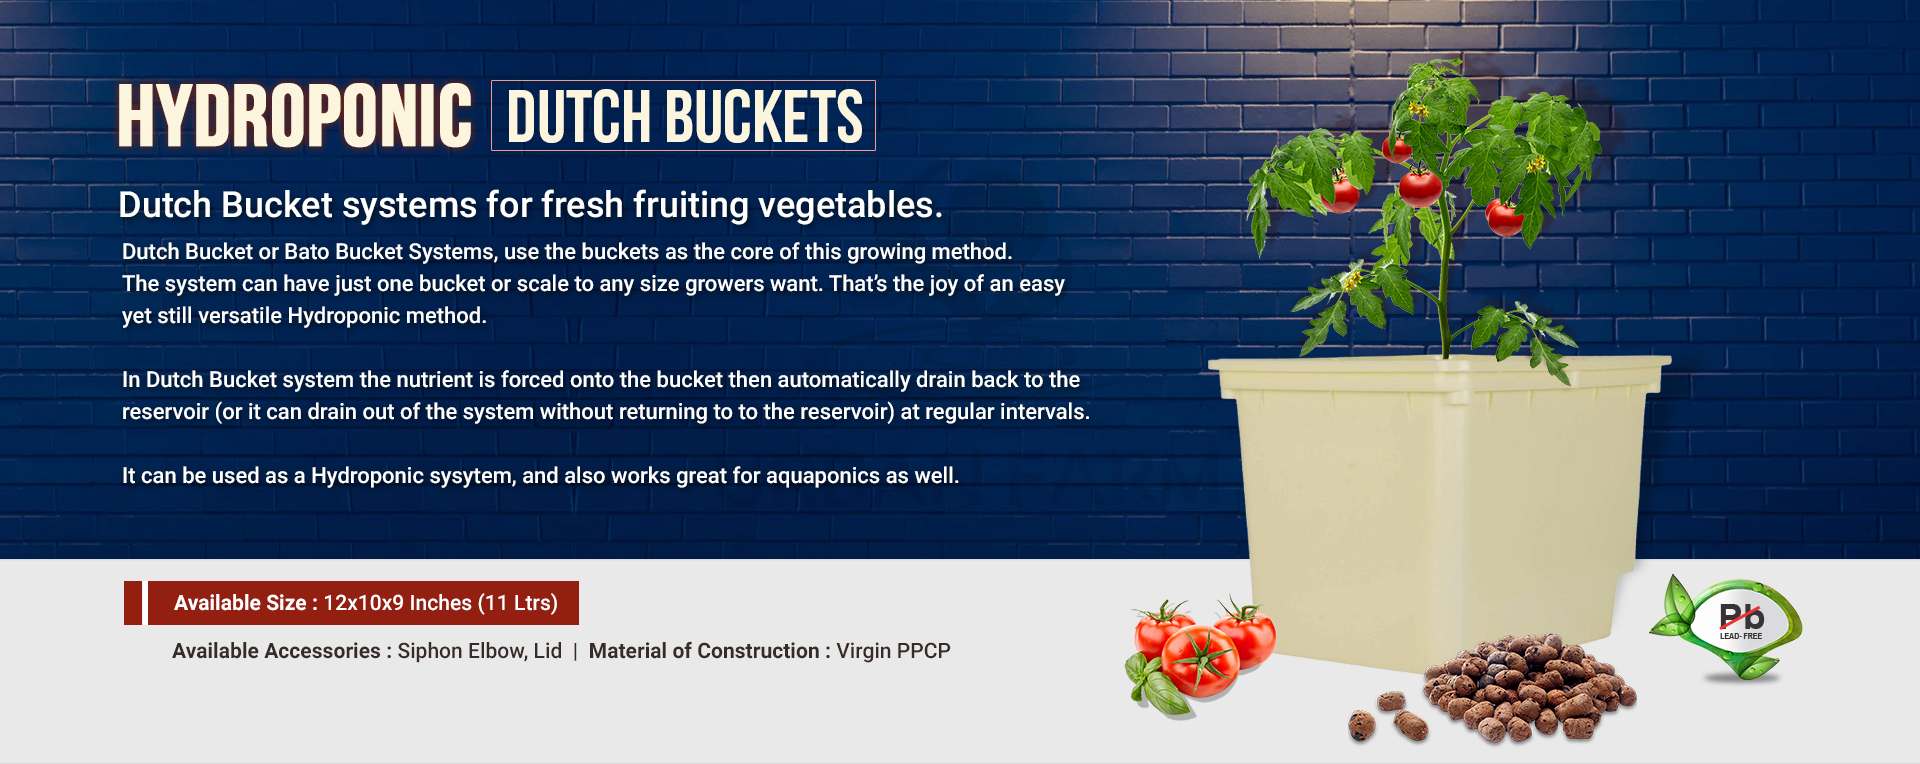 HYDROPONIC DUTCH BUCKETS
Dutch Bucket systems for fresh fruiting vegetables.
Dutch Bucket or Bato Bucket Systems, use the buckets as the core of this growing method.
The system can have just one bucket or scale to any size growers want. That’s the joy of an easy
yet still versatile Hydroponic method.
In Dutch Bucket system the nutrient is forced onto the bucket then automatically drain back to the
reservoir (or it can drain out of the system without returning to to the reservoir) at regular intervals.
It can be used as a Hydroponic sysytem, and also works great for aquaponics as well.
Available Size : 12x10x9 Inches (11 Ltrs)
Available Accessories : Siphon Elbow, Lid | Material of Construction : Virgin PPCP
Pb
LEAD- FREE